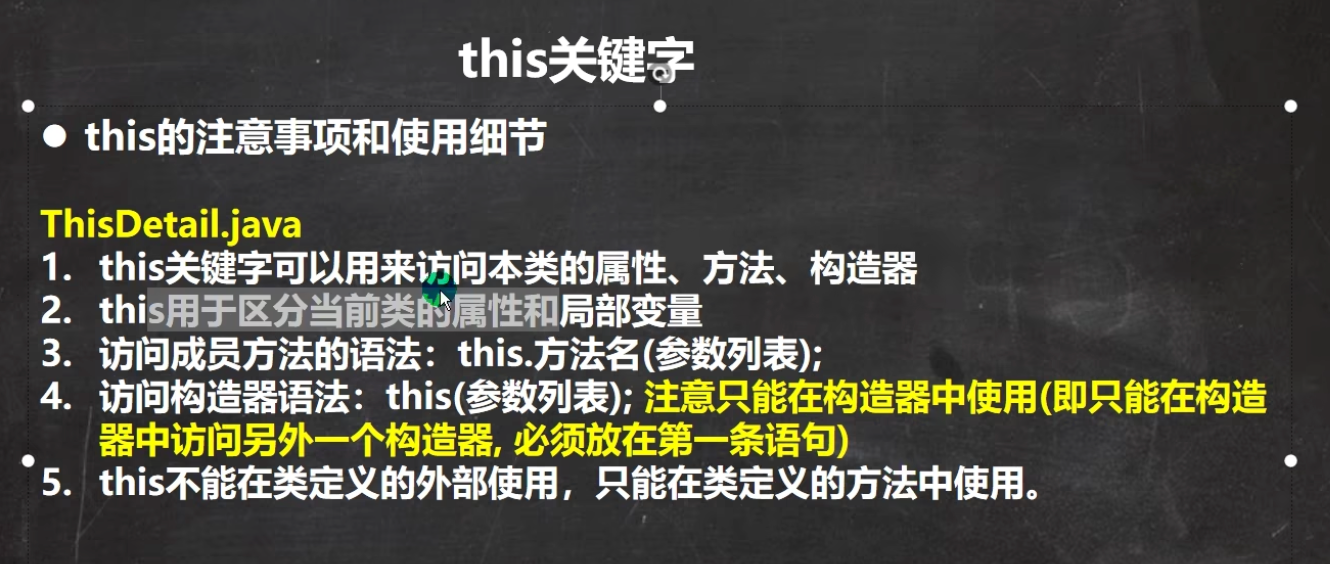 this关键字
● this的注意事项和使用细节
ThisDetail.java
1. this关键字可以用来访问本类的属性、方法、构造器
2. this用于区分当前类的属性和局部变量
3. 访问成员方法的语法：this.方法名(参数列表);
4. 访问构造器语法：this(参数列表); 注意只能在构造器中使用(即只能在构造
器中访问另外一个构造器, 必须放在第一条语句)
5. this不能在类定义的外部使用，只能在类定义的方法中使用。